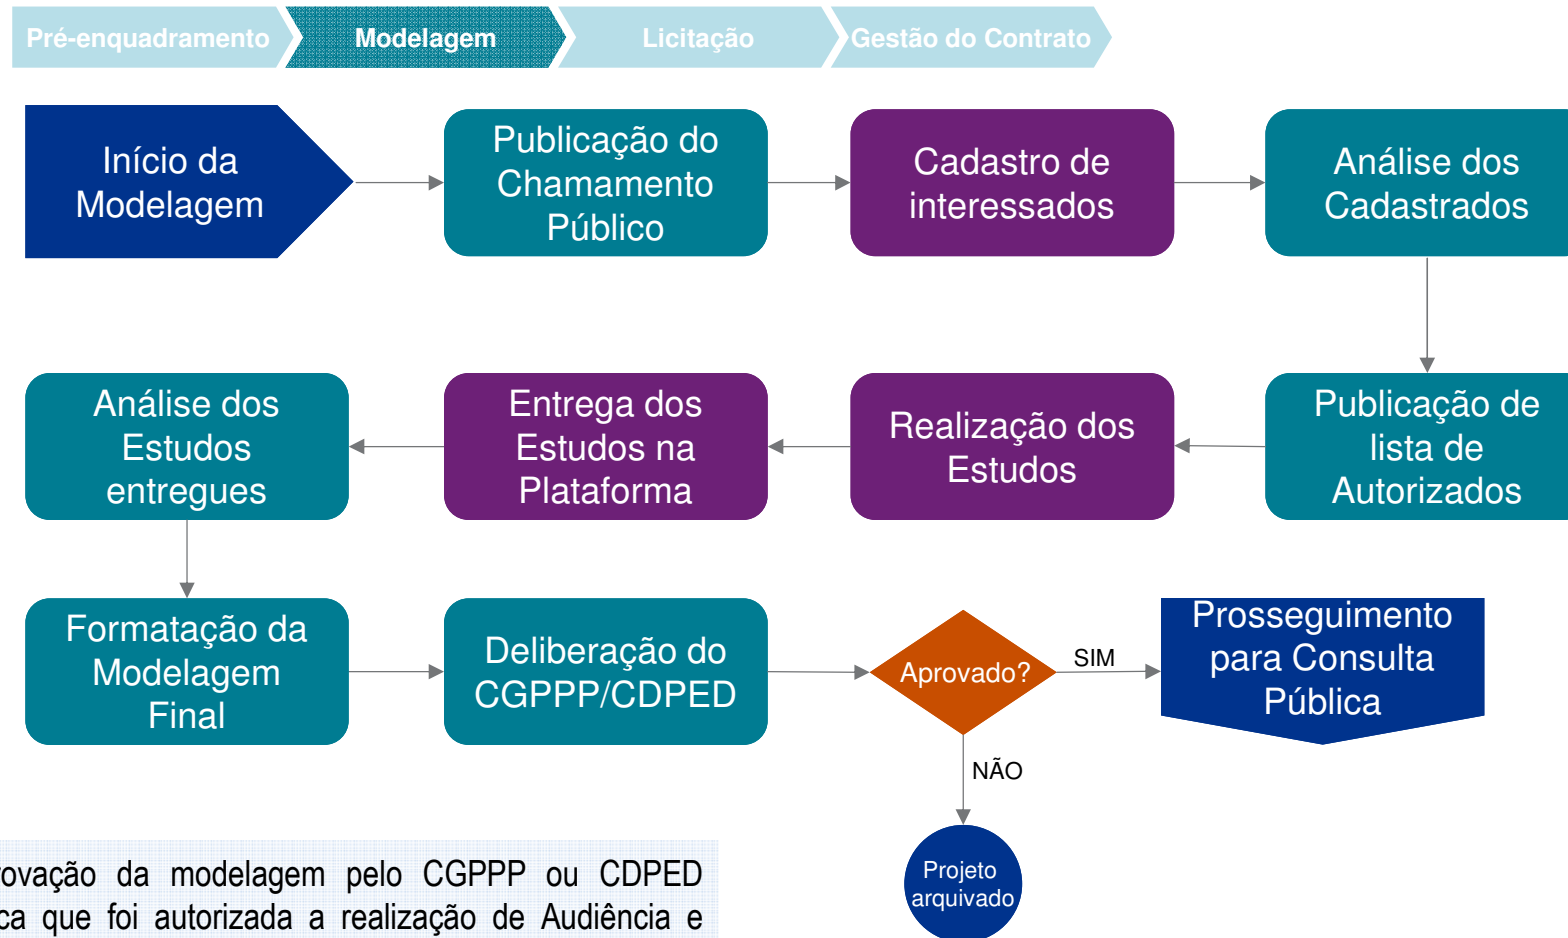 Pré-enquadramento
Modelagem
Licitação
Gestão do Contrato
Início da
Modelagem
Publicação do
Chamamento
Público
Cadastro de
interessados
Análise dos
Cadastrados
Análise dos
Estudos
entregues
Entrega dos
Estudos na
Plataforma
Realização dos
Estudos
Publicação de
lista de
Autorizados
Formatação da
Modelagem
Final
Deliberação do
CGPPP/CDPED
Aprovado?
SIM
Prosseguimento
para Consulta
Pública
NÃO
Projeto
arquivado
da modelagem pelo CGPPP ou CDPED
que foi autorizada a realização de Audiência e